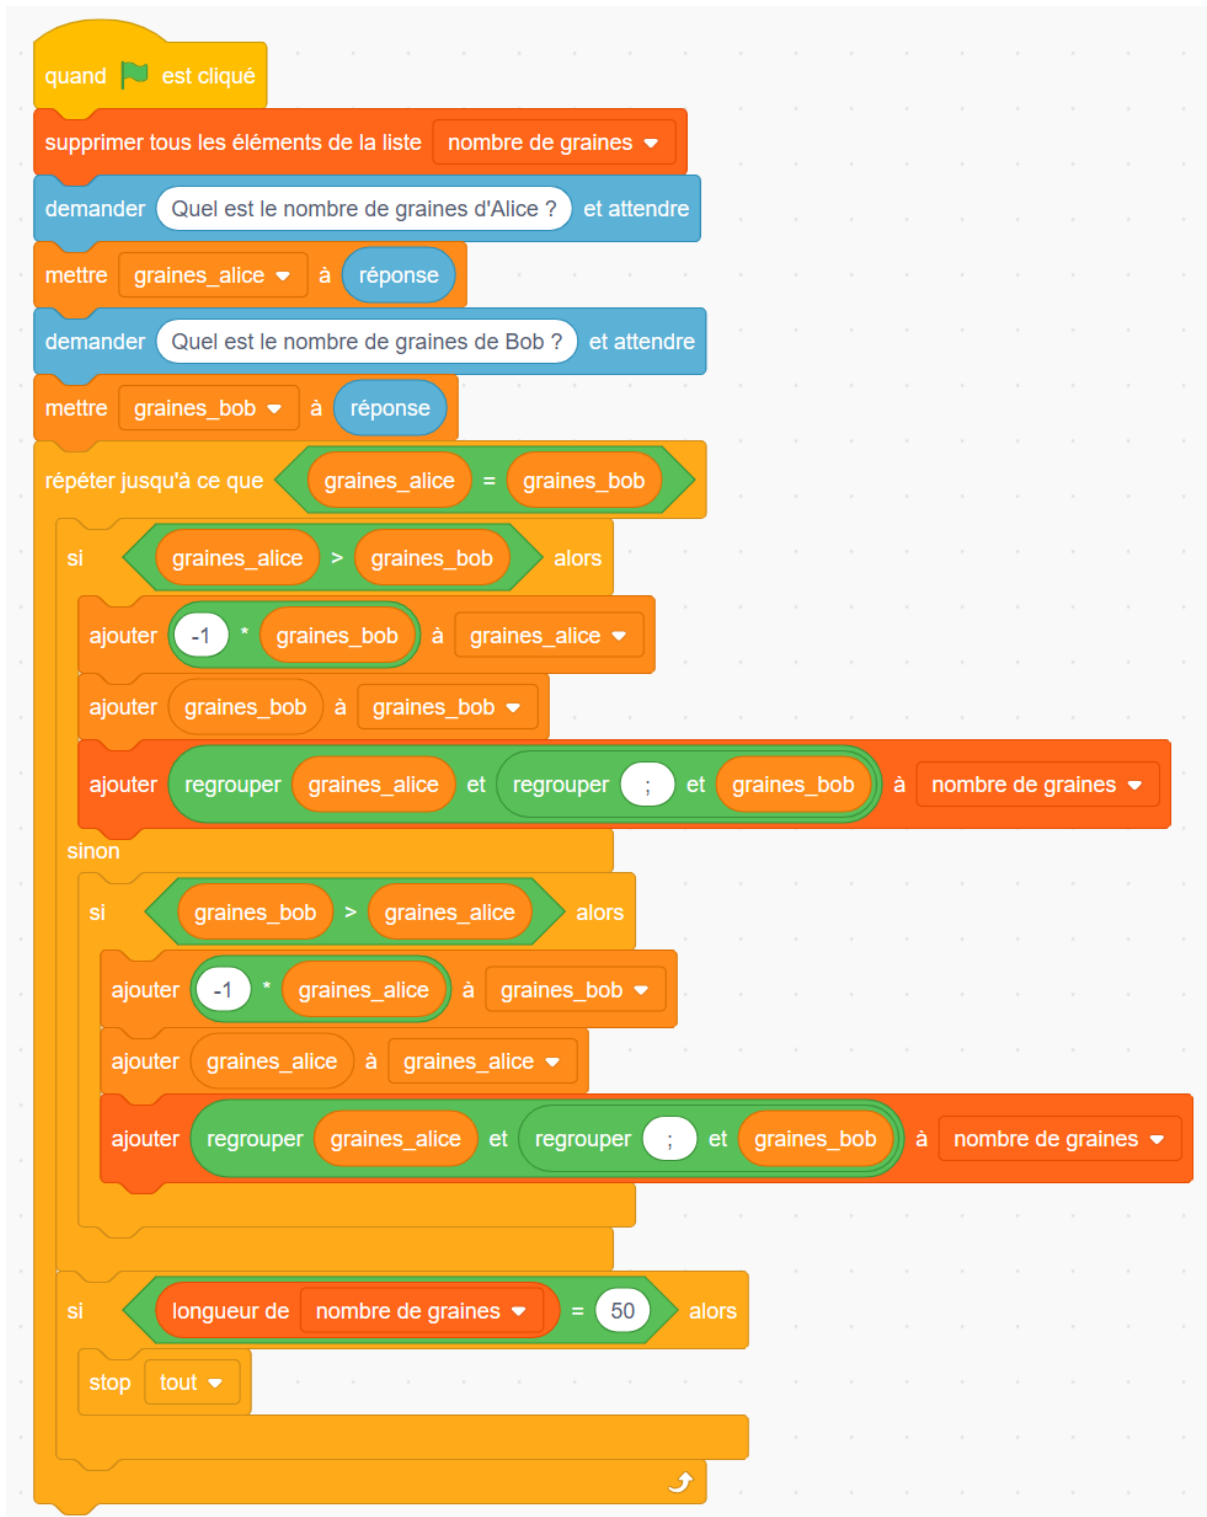 quand est cliqué
supprimer tous les éléments de la liste nombre de graines
demander Quel est le nombre de graines d'Alice ? et attendre
mettre graines_alice à réponse
demander Quel est le nombre de graines de Bob ? et attendre
mettre graines_bob à réponse
répéter jusqu'à ce que graines_alice = graines_bob
si graines_alice > graines_bob alors
ajouter -1 * graines_bob à graines_alice
ajouter graines_bob à graines_bob
ajouter regrouper graines_alice et regrouper ; et graines_bob à nombre de graines
sinon
si graines_bob > graines_alice alors
ajouter -1 * graines_alice à graines_bob
ajouter graines_alice à graines_alice
ajouter regrouper graines_alice et regrouper ; et graines_bob à nombre de graines
si longueur de nombre de graines = 50 alors
stop tout